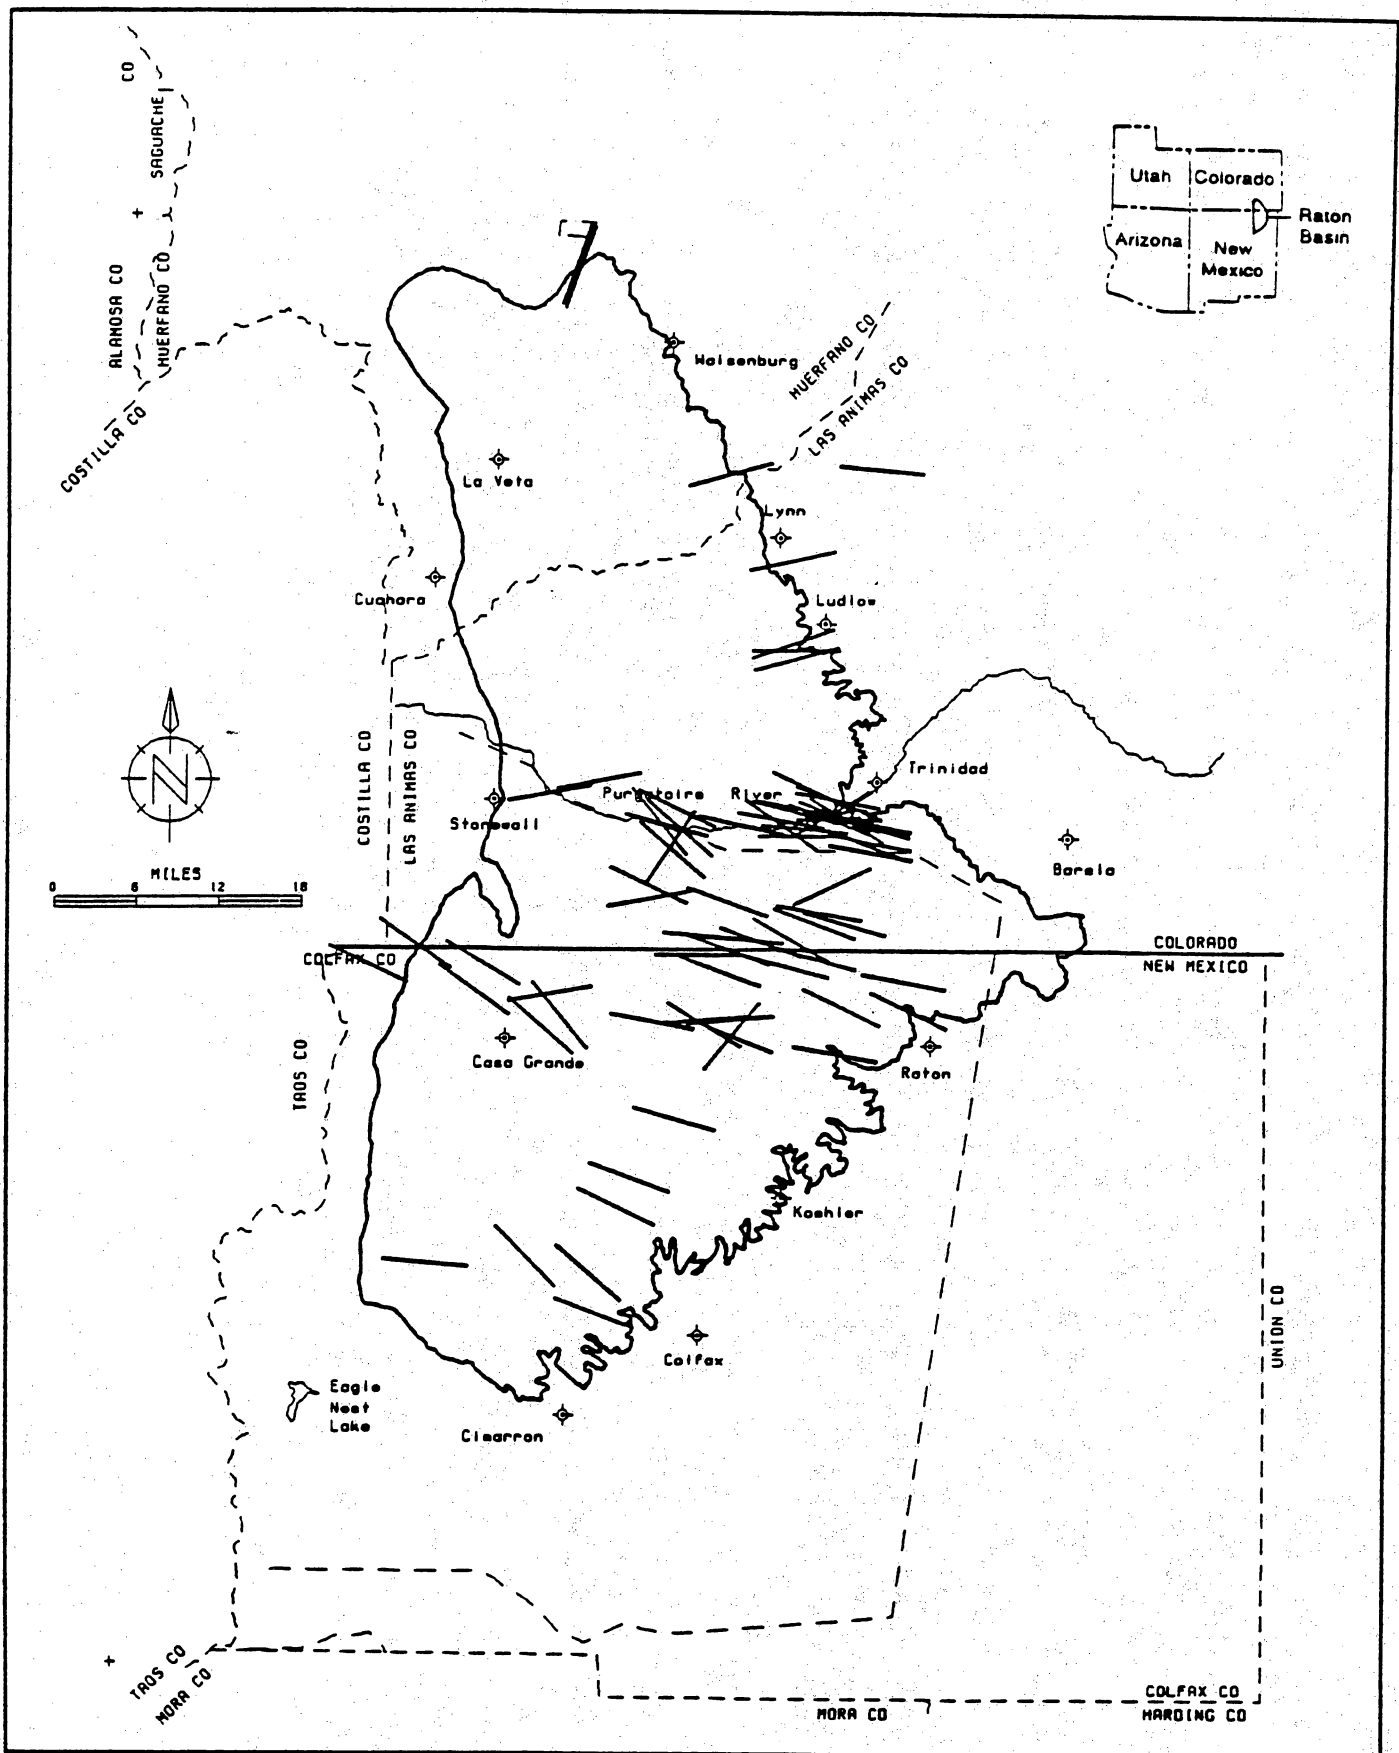 CO
SAGUACHE
Utah
Colorado
Raton
Basin
Arizona
New
Mexico
ALAMOSA CO
HUERFANO CO
COSTILLA CO
Walsenburg
HUERFANO CO
LAS ANIMAS CO
La Veta
Lynn
Cuchara
Ludlow
N
COSTILLA CO
LAS ANIMAS CO
Trinidad
Purgatoire River
Stonewall
Barela
MILES
0 6 12 18
COLORADO
COLFAX CO
NEW MEXICO
TAOS CO
Casa Grande
Raton
Koehler
UNION CO
Colfax
Eagle
Nest
Lake
Cimarron
TAOS CO
MORA CO
COLFAX CO
MORA CO
HARDING CO